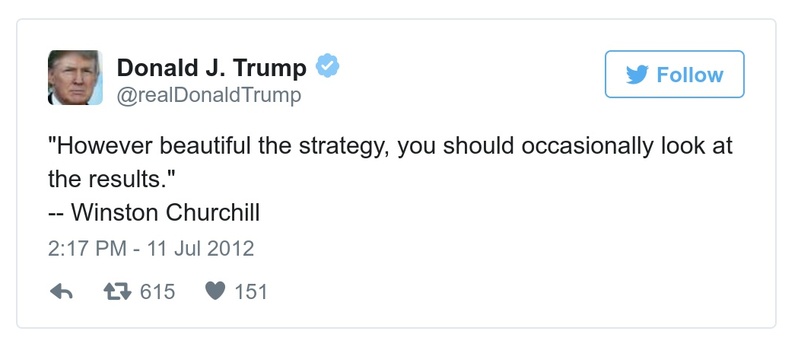 Donald J. Trump
@realDonaldTrump
Follow
"However beautiful the strategy, you should occasionally look at
the results."
-- Winston Churchill
2:17 PM - 11 Jul 2012
615 151